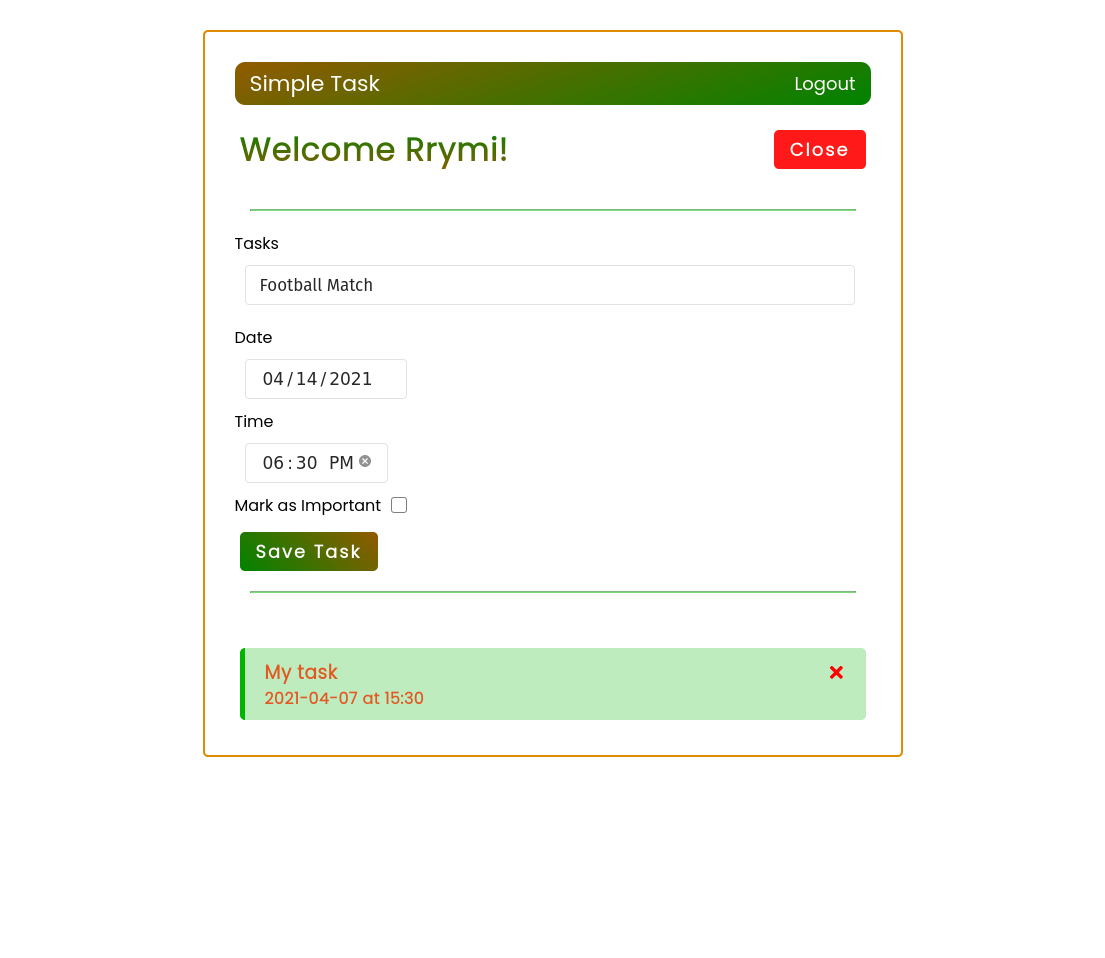 Simple Task Logout
Welcome Rrymi! Close
Tasks
Football Match
Date
04/14/2021
Time
06:30 PM
Mark as Important
Save Task
My task
2021-04-07 at 15:30